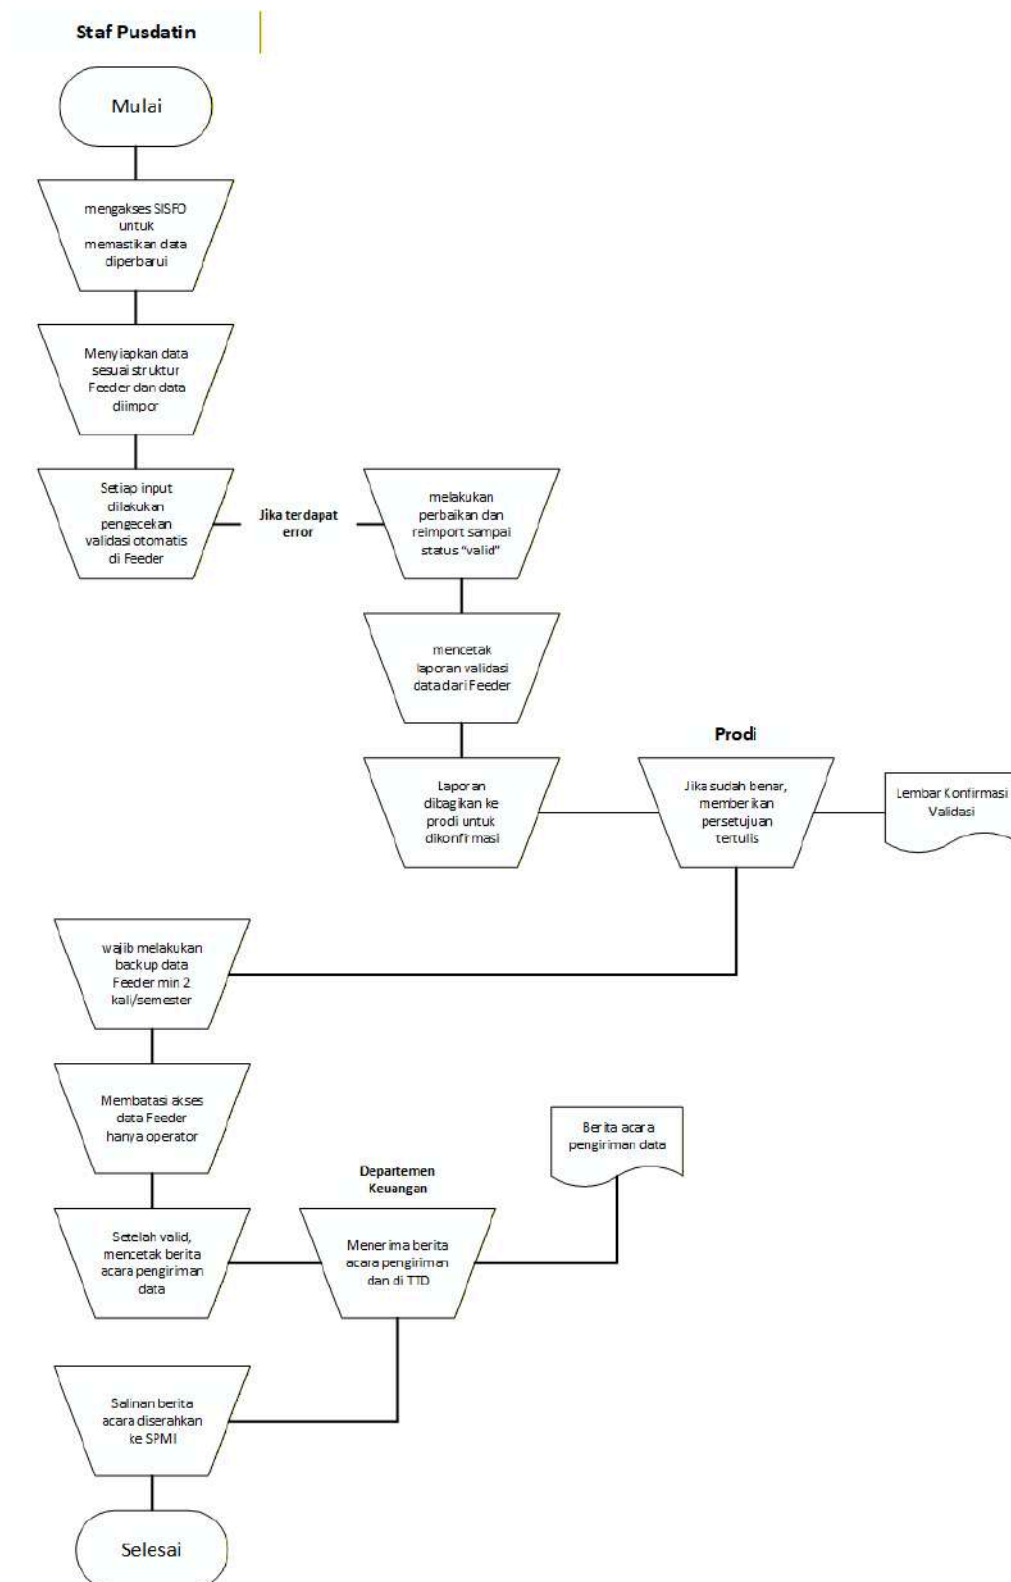 Staf Pusdatin
Mulai
mengakses SISFO
untuk
memastikan data
diperbarui
Menyiapkan data
sesuai struktur
Feeder dan data
diimpor
Setiap input
dilakukan
pengecekan
validasi otomatis
di Feeder
Jika terdapat
error
melakukan
perbaikan dan
reimport sampai
status “valid”
mencetak
laporan validasi
data dari Feeder
Laporan
dibagikan ke
prodi untuk
dikonfirmasi
Prodi
Jika sudah benar,
memberikan
persetujuan
tertulis
Lembar Konfirmasi
Validasi
wajib melakukan
backup data
Feeder min 2
kali/semester
Membatasi akses
data Feeder
hanya operator
Setelah valid,
mencetak berita
acara pengiriman
data
Departemen
Keuangan
Menerima berita
acara pengiriman
dan di TTD
Berita acara
pengiriman data
Salinan berita
acara diserahkan
ke SPMI
Selesai